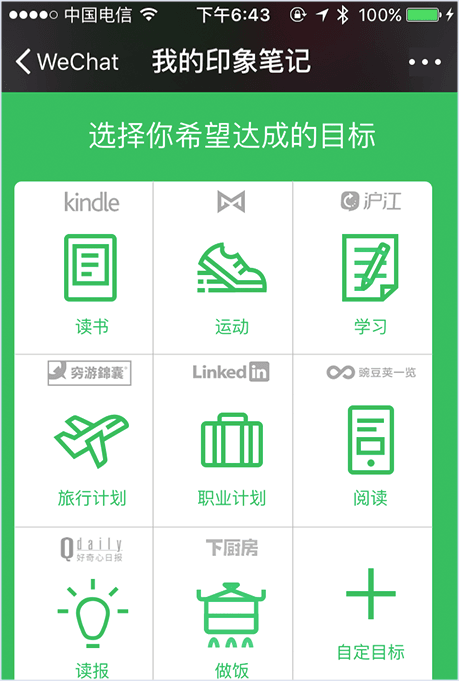 中国电信 下午6:43 100%
WeChat 我的印象笔记
选择你希望达成的目标
kindle 沪江
读书 运动 学习
穷游錦囊 Linked in 豌豆荚一览
旅行计划 职业计划 阅读
Qdaily 下厨房
好奇心日报
自定目标
读报 做饭